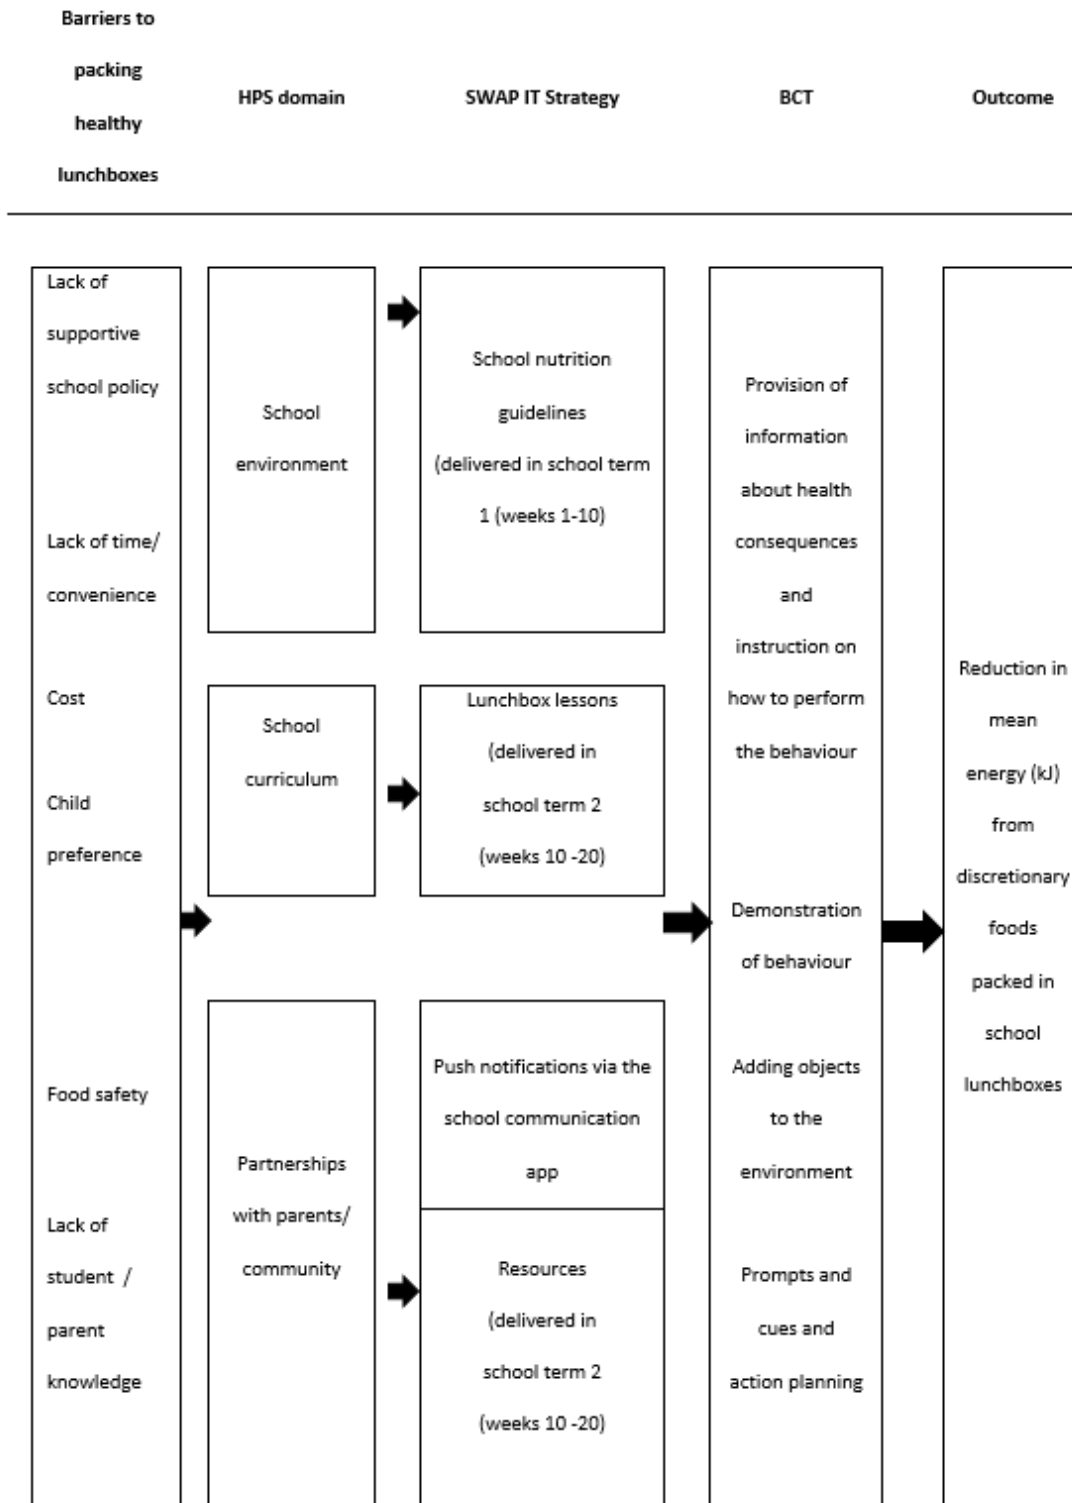 Barriers to
packing
healthy
lunchboxes
HPS domain
SWAP IT Strategy
BCT
Outcome
Lack of
supportive
school policy
Lack of time/
convenience
Cost
Child
preference
Food safety
Lack of
student /
parent
knowledge
School
environment
School
curriculum
Partnerships
with parents/
community
School nutrition
guidelines
(delivered in school term
1 (weeks 1-10)
Lunchbox lessons
(delivered in
school term 2
(weeks 10 -20)
Push notifications via the
school communication
app
Resources
(delivered in
school term 2
(weeks 10 -20)
Provision of
information
about health
consequences
and
instruction on
how to perform
the behaviour
Demonstration
of behaviour
Adding objects
to the
environment
Prompts and
cues and
action planning
Reduction in
mean
energy (kJ)
from
discretionary
foods
packed in
school
lunchboxes